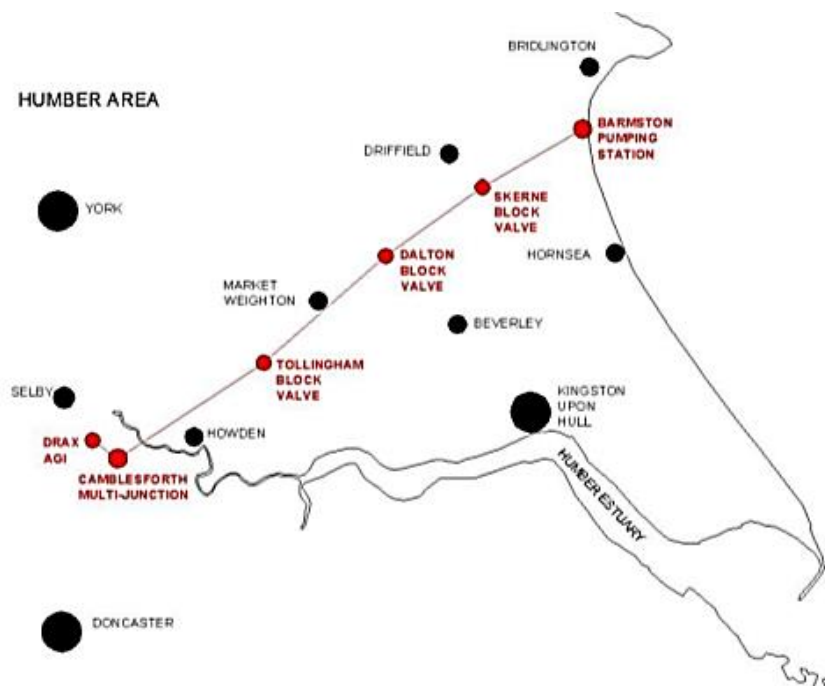 BRIDLINGTON
HUMBER AREA
BARMSTON
PUMPING
STATION
DRIFFIELD
SKERNE
BLOCK
VALVE
YORK
DALTON
BLOCK
VALVE
HORNSEA
MARKET
WEIGHTON
BEVERLEY
TOLLINGHAM
BLOCK
VALVE
SELBY
KINGSTON
UPON
HULL
HOWDEN
DRAX
AGI
CAMBLESFORTH
MULTI-JUNCTION
HUMBER ESTUARY
DONCASTER